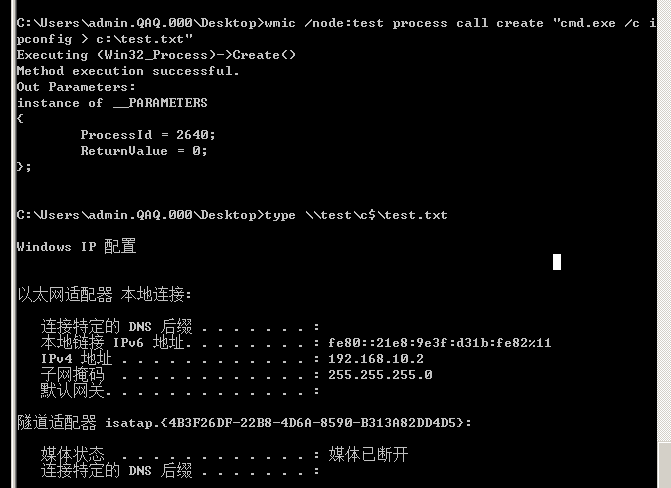 C:\Users\admin.QAQ.000\Desktop>wmic /node:test process call create "cmd.exe /c i
pconfig > c:\test.txt"
Executing (Win32_Process)->Create()
Method execution successful.
Out Parameters:
instance of __PARAMETERS
{
        ProcessId = 2640;
        ReturnValue = 0;
};
C:\Users\admin.QAQ.000\Desktop>type \\test\c$\test.txt
Windows IP 配置
以太网适配器 本地连接:
   连接特定的 DNS 后缀 . . . . . . . :
   本地链接 IPv6 地址. . . . . . . . : fe80::21e8:9e3f:d31b:fe82%11
   IPv4 地址 . . . . . . . . . . . . : 192.168.10.2
   子网掩码  . . . . . . . . . . . . : 255.255.255.0
   默认网关. . . . . . . . . . . . . :
隧道适配器 isatap.{4B3F26DF-22B8-4D6A-8590-B313A82DD4D5}:
   媒体状态  . . . . . . . . . . . . : 媒体已断开
   连接特定的 DNS 后缀 . . . . . . . :